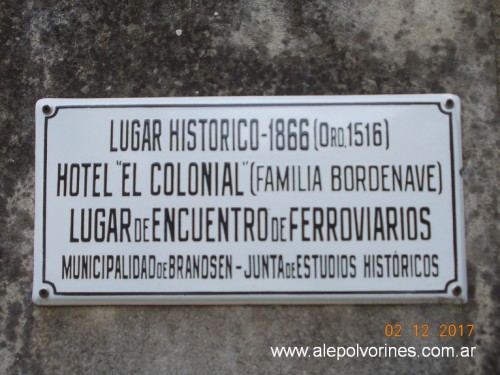 LUGAR HISTORICO-1866 (ORD. 1516)
HOTEL "EL COLONIAL" (FAMILIA BORDENAVE)
LUGAR DE ENCUENTRO DE FERROVIARIOS
MUNICIPALIDAD DE BRANDSEN - JUNTA DE ESTUDIOS HISTÓRICOS
02 12 2017
www.alepolvorines.com.ar